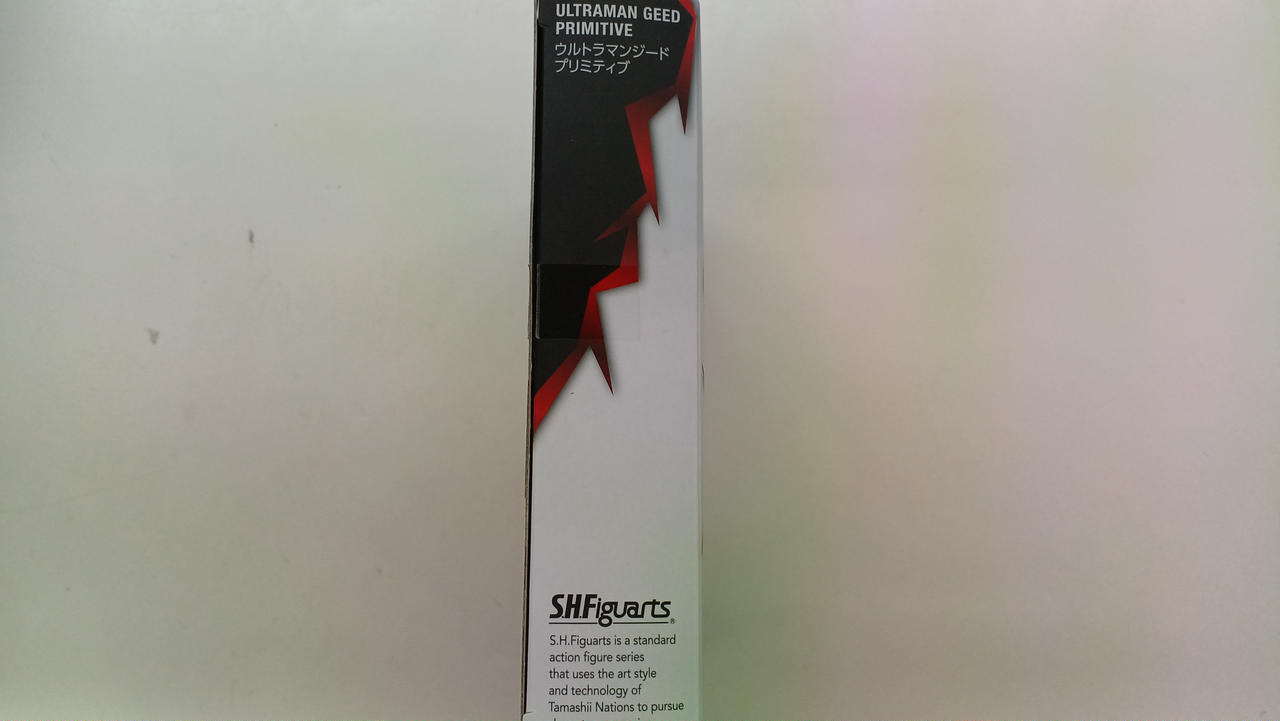 ULTRAMAN GEED
PRIMITIVE
ウルトラマンジード
プリミティブ
S.H.Figuarts
®
S.H.Figuarts is a standard
action figure series
that uses the art style
and technology of
Tamashii Nations to pursue